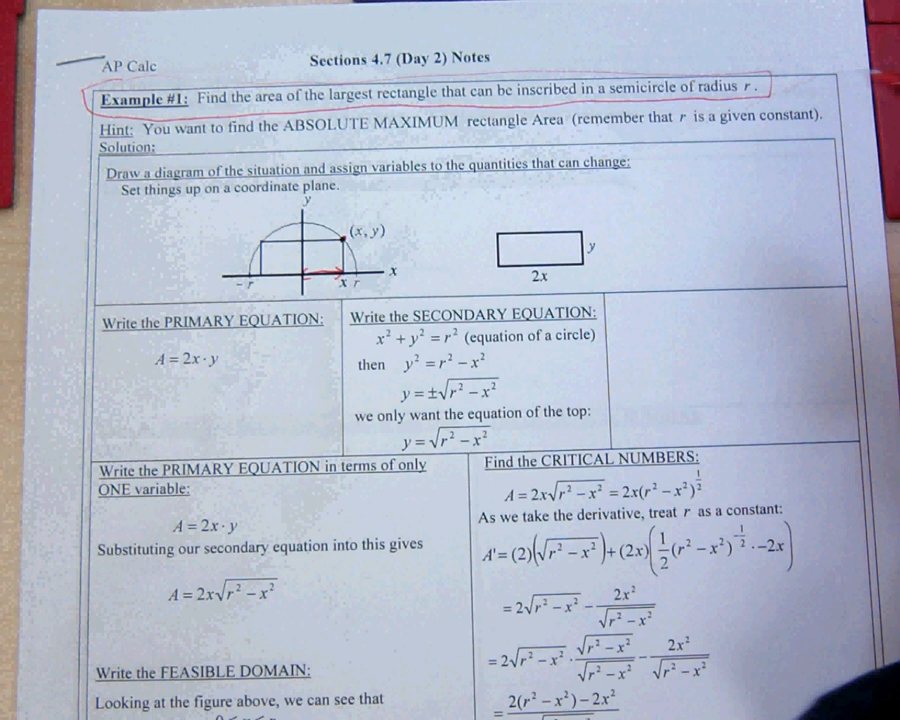 AP Calc
Sections 4.7 (Day 2) Notes
Example #1: Find the area of the largest rectangle that can be inscribed in a semicircle of radius r.
Hint: You want to find the ABSOLUTE MAXIMUM rectangle Area (remember that r is a given constant).
Solution:
Draw a diagram of the situation and assign variables to the quantities that can change:
Set things up on a coordinate plane.
y
(x, y)
x
-r
x r
y
2x
Write the PRIMARY EQUATION:
A = 2x · y
Write the SECONDARY EQUATION:
x² + y² = r² (equation of a circle)
then y² = r² − x²
y = ±√(r² − x²)
we only want the equation of the top:
y = √(r² − x²)
Write the PRIMARY EQUATION in terms of only
ONE variable:
A = 2x · y
Substituting our secondary equation into this gives
A = 2x√(r² − x²)
Write the FEASIBLE DOMAIN:
Looking at the figure above, we can see that
Find the CRITICAL NUMBERS:
A = 2x√(r² − x²) = 2x(r² − x²)^(1/2)
As we take the derivative, treat r as a constant:
A' = (2)(√(r² − x²)) + (2x)(1/2 (r² − x²)^(−1/2) · −2x)
= 2√(r² − x²) − 2x²/√(r² − x²)
= 2√(r² − x²) · √(r² − x²)/√(r² − x²) − 2x²/√(r² − x²)
= 2(r² − x²) − 2x²